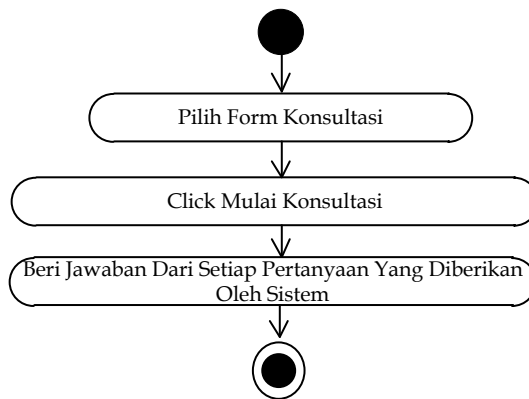 Pilih Form Konsultasi
Click Mulai Konsultasi
Beri Jawaban Dari Setiap Pertanyaan Yang Diberikan
Oleh Sistem